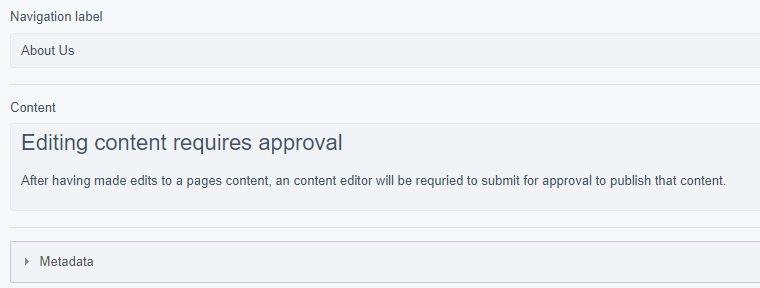 Navigation label
About Us
Content
Editing content requires approval
After having made edits to a pages content, an content editor will be requried to submit for approval to publish that content.
Metadata